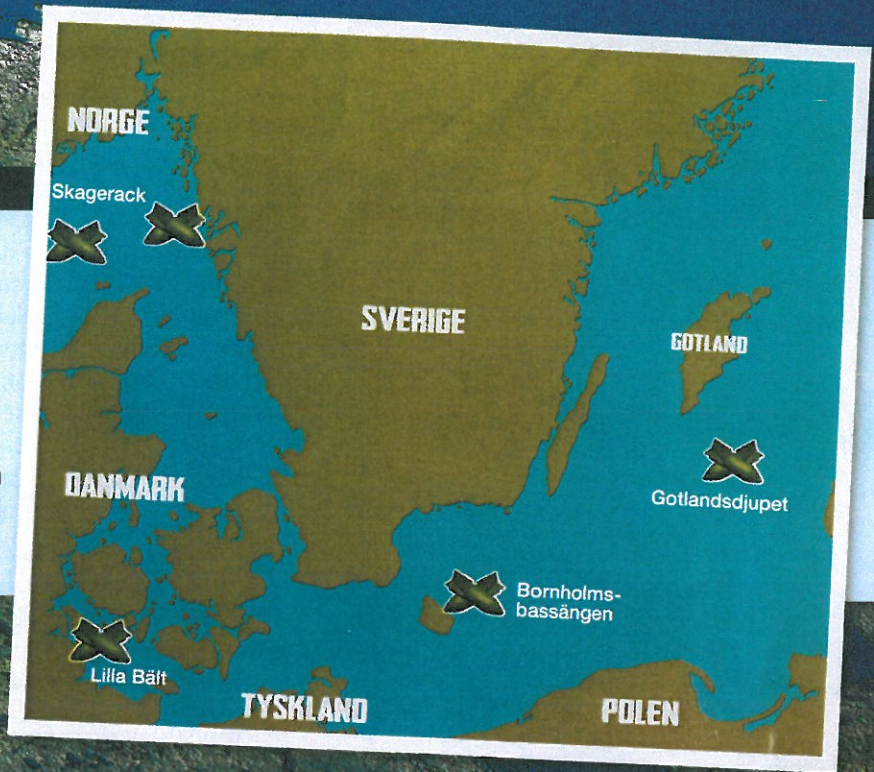 NORGE
Skagerack
SVERIGE
GOTLAND
DANMARK
Gotlandsdjupet
Bornholms-
bassängen
Lilla Bält
TYSKLAND
POLEN